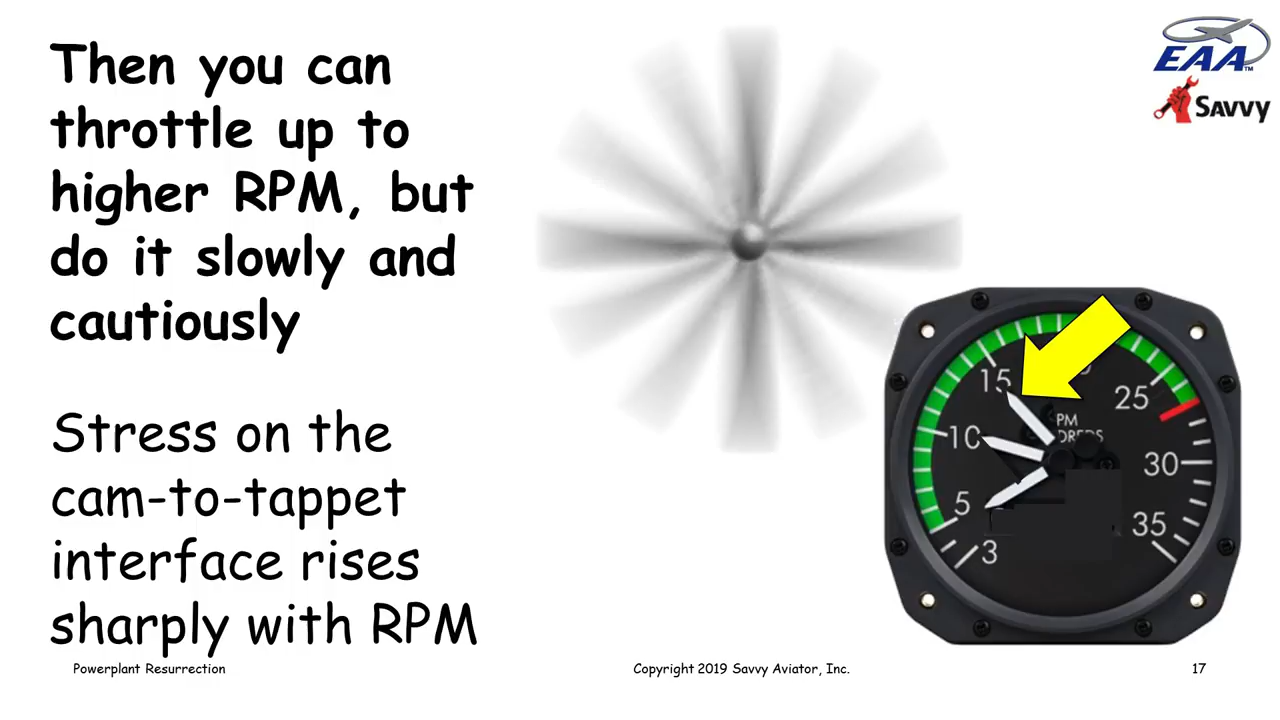 Then you can
throttle up to
higher RPM, but
do it slowly and
cautiously
Stress on the
cam-to-tappet
interface rises
sharply with RPM
EAA™
Savvy
15
25
10
30
5
35
3
Powerplant Resurrection
Copyright 2019 Savvy Aviator, Inc.
17